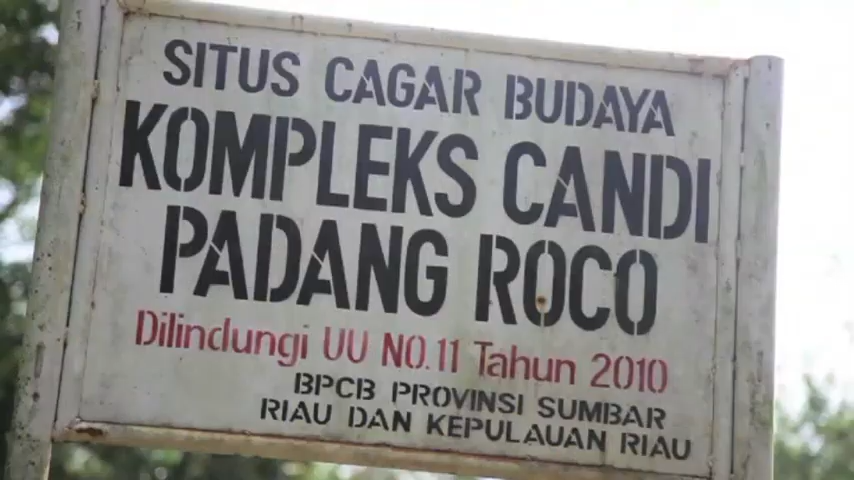 SITUS CAGAR BUDAYA
KOMPLEKS CANDI
PADANG ROCO
Dilindungi UU NO.11 Tahun 2010
BPCB PROVINSI SUMBAR
RIAU DAN KEPULAUAN RIAU